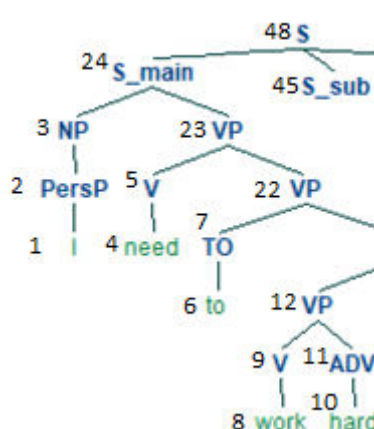 48 S
24 S_main 45 S_sub
3 NP 23 VP
2 PersP 5 V 22 VP
1 I 4 need 7 TO
6 to 12 VP
9 V 11 ADV
8 work 10 hard